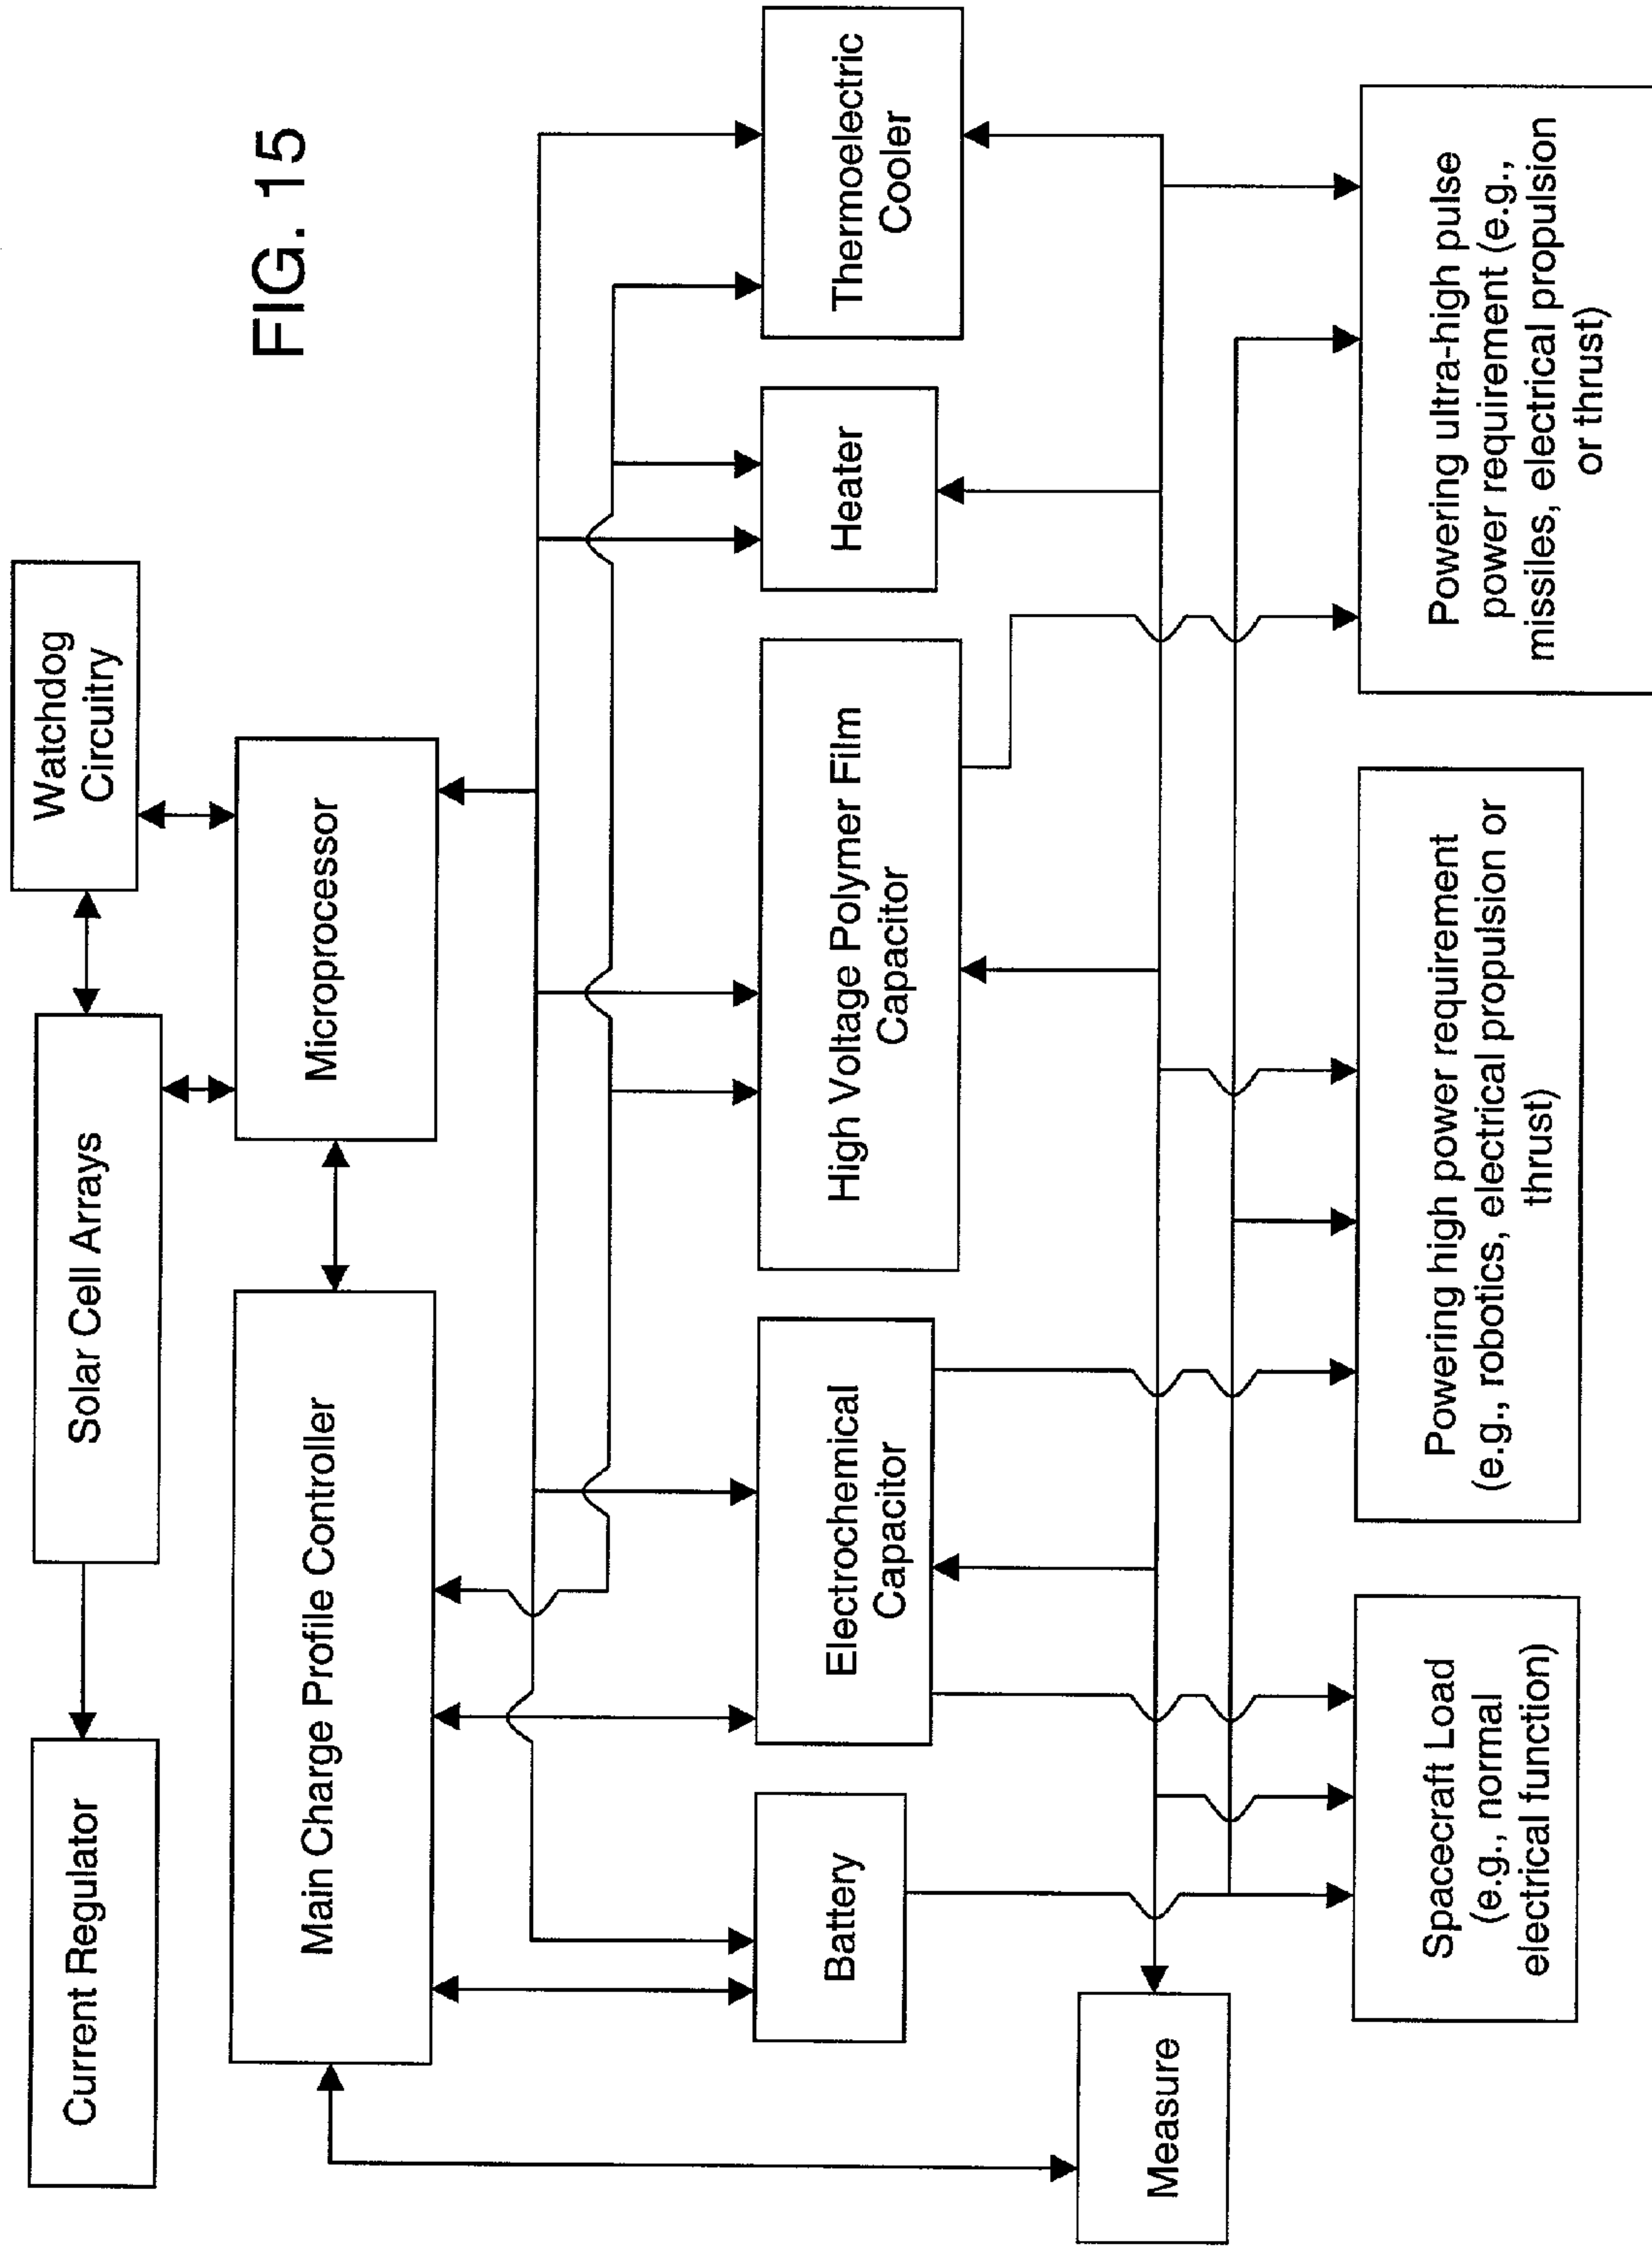 FIG. 15
Current Regulator
Solar Cell Arrays
Watchdog
Circuitry
Main Charge Profile Controller
Microprocessor
Battery
Electrochemical
Capacitor
High Voltage Polymer Film
Capacitor
Heater
Thermoelectric
Cooler
Measure
Spacecraft Load
(e.g., normal
electrical function)
Powering high power requirement
(e.g., robotics, electrical propulsion or
thrust)
Powering ultra-high pulse
power requirement (e.g.,
missiles, electrical propulsion
or thrust)